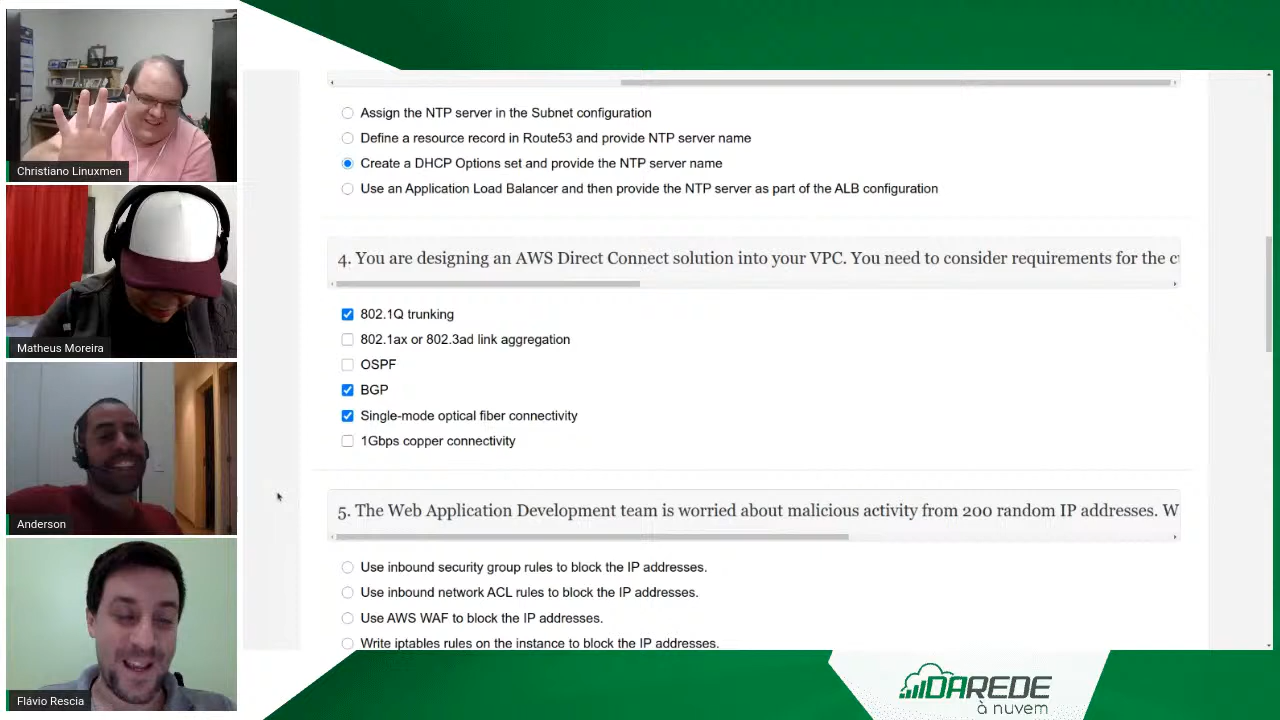 Christiano Linuxmen
Matheus Moreira
Anderson
Flávio Rescia
Assign the NTP server in the Subnet configuration
Define a resource record in Route53 and provide NTP server name
Create a DHCP Options set and provide the NTP server name
Use an Application Load Balancer and then provide the NTP server as part of the ALB configuration
4. You are designing an AWS Direct Connect solution into your VPC. You need to consider requirements for the c
802.1Q trunking
802.1ax or 802.3ad link aggregation
OSPF
BGP
Single-mode optical fiber connectivity
1Gbps copper connectivity
5. The Web Application Development team is worried about malicious activity from 200 random IP addresses. W
Use inbound security group rules to block the IP addresses.
Use inbound network ACL rules to block the IP addresses.
Use AWS WAF to block the IP addresses.
Write iptables rules on the instance to block the IP addresses.
DAREDE
à nuvem